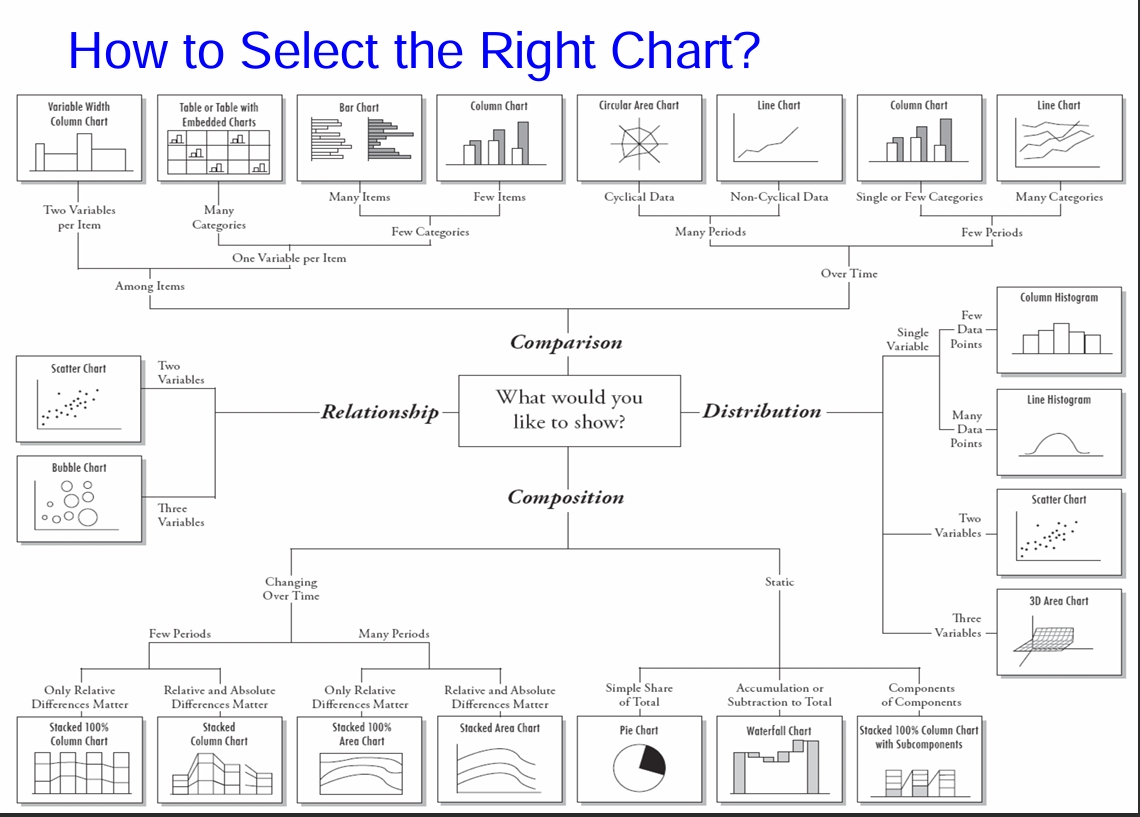 How to Select the Right Chart?
Variable Width
Column Chart
Table or Table with
Embedded Charts
Bar Chart
Column Chart
Circular Area Chart
Line Chart
Column Chart
Line Chart
Two Variables
per Item
Many
Categories
Many Items
Few Items
Cyclical Data
Non-Cyclical Data
Single or Few Categories
Many Categories
Few Categories
Many Periods
Few Periods
One Variable per Item
Over Time
Among Items
Comparison
What would you
like to show?
Relationship
Two
Variables
Scatter Chart
Three
Variables
Bubble Chart
Distribution
Single
Variable
Few
Data
Points
Column Histogram
Many
Data
Points
Line Histogram
Two
Variables
Scatter Chart
Three
Variables
3D Area Chart
Composition
Changing
Over Time
Static
Few Periods
Many Periods
Only Relative
Differences Matter
Relative and Absolute
Differences Matter
Only Relative
Differences Matter
Relative and Absolute
Differences Matter
Simple Share
of Total
Accumulation or
Subtraction to Total
Components
of Components
Stacked 100%
Column Chart
Stacked
Column Chart
Stacked 100%
Area Chart
Stacked Area Chart
Pie Chart
Waterfall Chart
Stacked 100% Column Chart
with Subcomponents